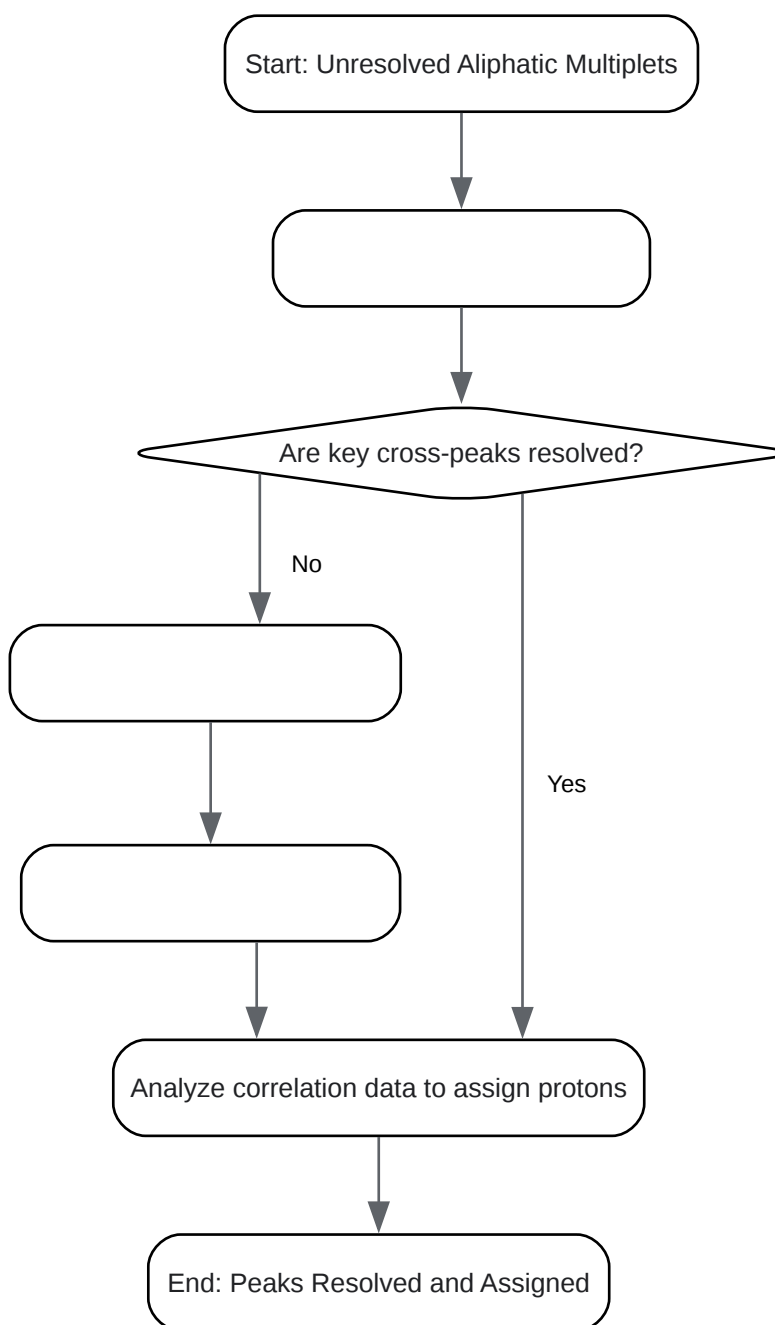 Start: Unresolved Aliphatic Multiplets
Are key cross-peaks resolved?
No
Yes
Analyze correlation data to assign protons
End: Peaks Resolved and Assigned